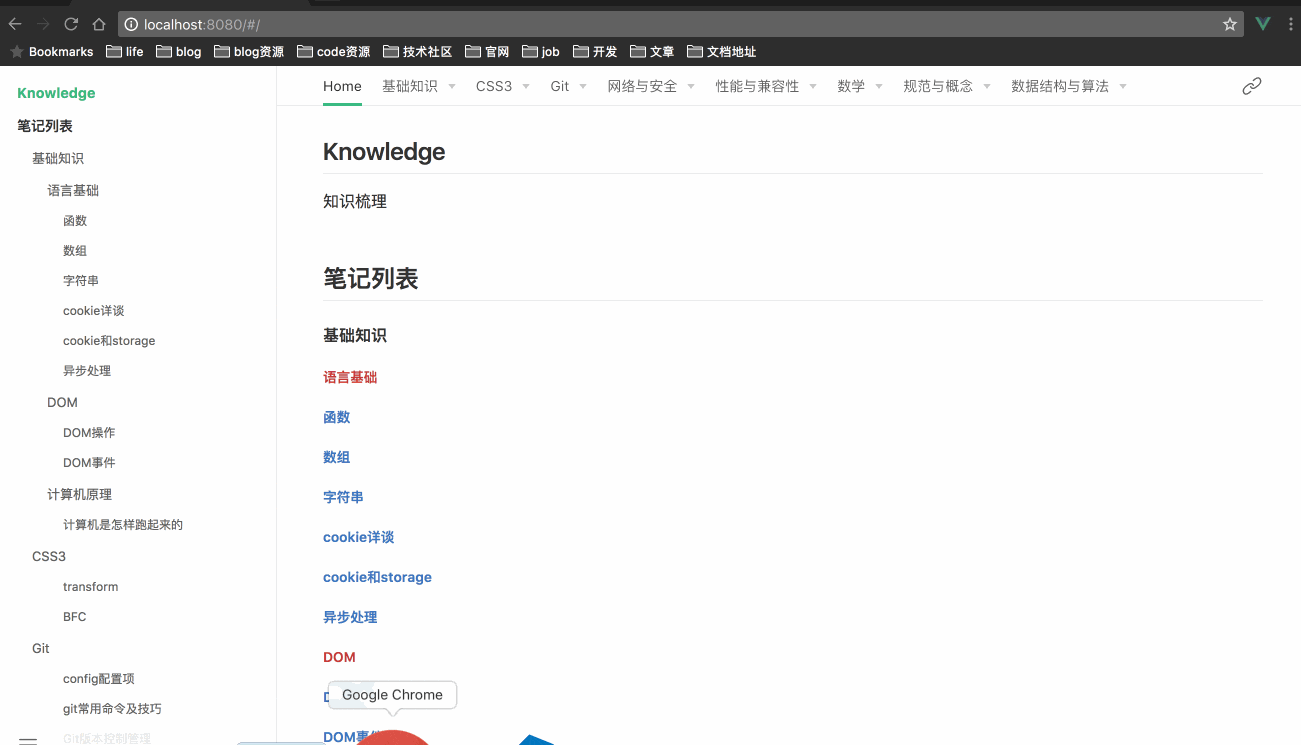 localhost:8080/#/
Bookmarks life blog blog资源 code资源 技术社区 官网 job 开发 文章 文档地址
Home 基础知识 CSS3 Git 网络与安全 性能与兼容性 数学 规范与概念 数据结构与算法
Knowledge
笔记列表
基础知识
语言基础
函数
数组
字符串
cookie详谈
cookie和storage
异步处理
DOM
DOM操作
DOM事件
计算机原理
计算机是怎样跑起来的
CSS3
transform
BFC
Git
config配置项
git常用命令及技巧
Git版本控制管理
Knowledge
知识梳理
笔记列表
基础知识
语言基础
函数
数组
字符串
cookie详谈
cookie和storage
异步处理
DOM
Google Chrome
DOM事件